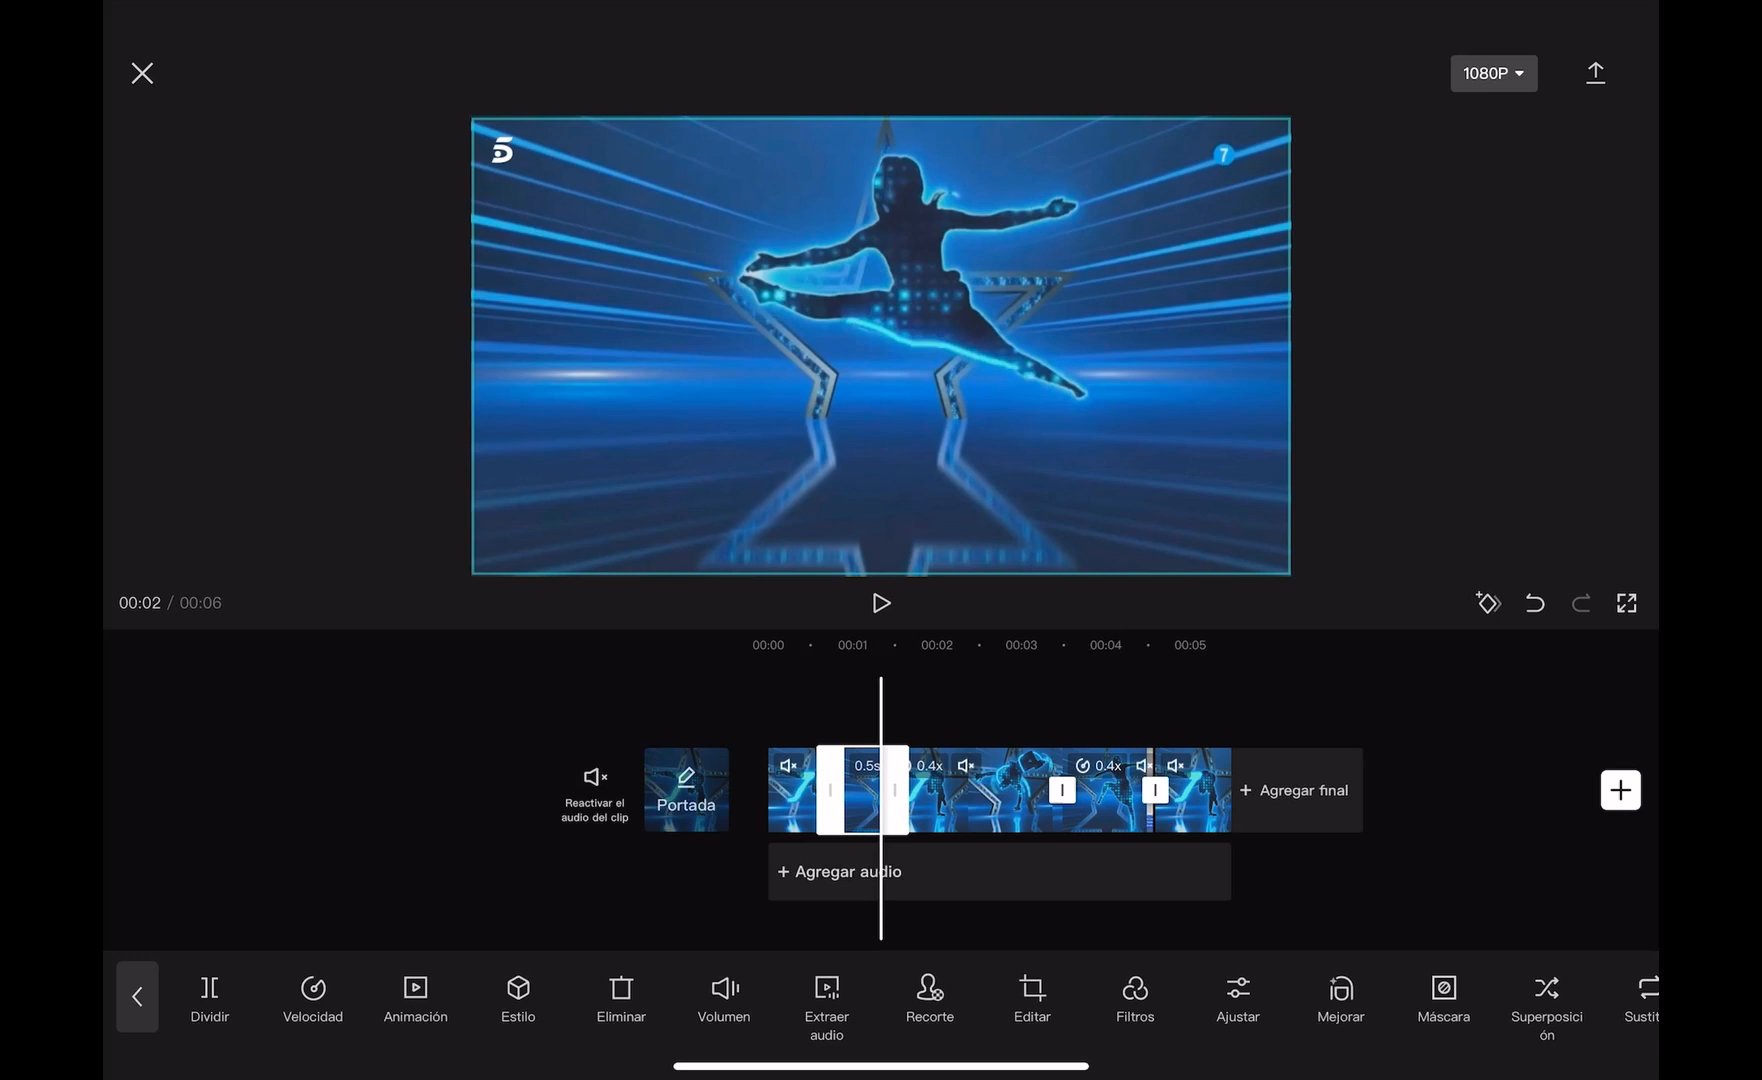 1080P
5
7
00:02 / 00:06
00:00 00:01 00:02 00:03 00:04 00:05
Reactivar el
audio del clip
Portada
0.5s
0.4x
0.4x
+ Agregar final
+ Agregar audio
Dividir
Velocidad
Animación
Estilo
Eliminar
Volumen
Extraer
audio
Recorte
Editar
Filtros
Ajustar
Mejorar
Máscara
Superposici
ón
Sustit